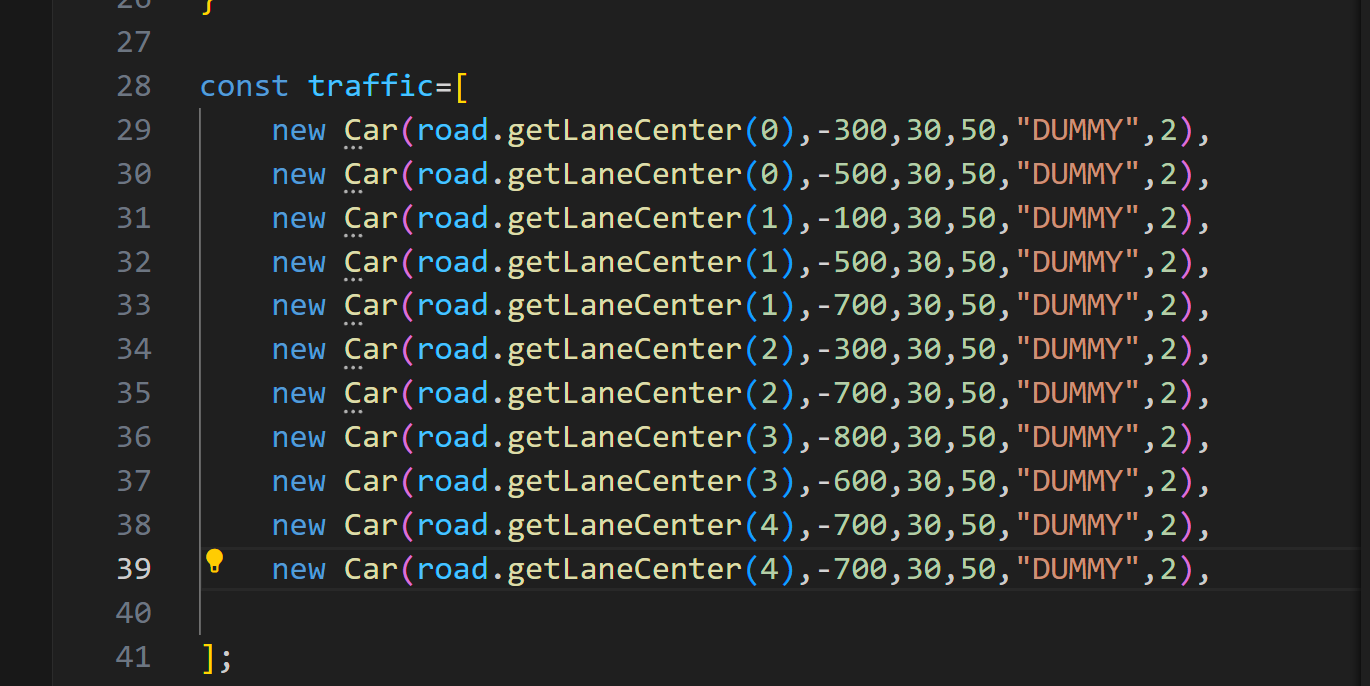 26 }
27
28 const traffic=[
29 new Car(road.getLaneCenter(0),-300,30,50,"DUMMY",2),
30 new Car(road.getLaneCenter(0),-500,30,50,"DUMMY",2),
31 new Car(road.getLaneCenter(1),-100,30,50,"DUMMY",2),
32 new Car(road.getLaneCenter(1),-500,30,50,"DUMMY",2),
33 new Car(road.getLaneCenter(1),-700,30,50,"DUMMY",2),
34 new Car(road.getLaneCenter(2),-300,30,50,"DUMMY",2),
35 new Car(road.getLaneCenter(2),-700,30,50,"DUMMY",2),
36 new Car(road.getLaneCenter(3),-800,30,50,"DUMMY",2),
37 new Car(road.getLaneCenter(3),-600,30,50,"DUMMY",2),
38 new Car(road.getLaneCenter(4),-700,30,50,"DUMMY",2),
39 new Car(road.getLaneCenter(4),-700,30,50,"DUMMY",2),
40
41 ];